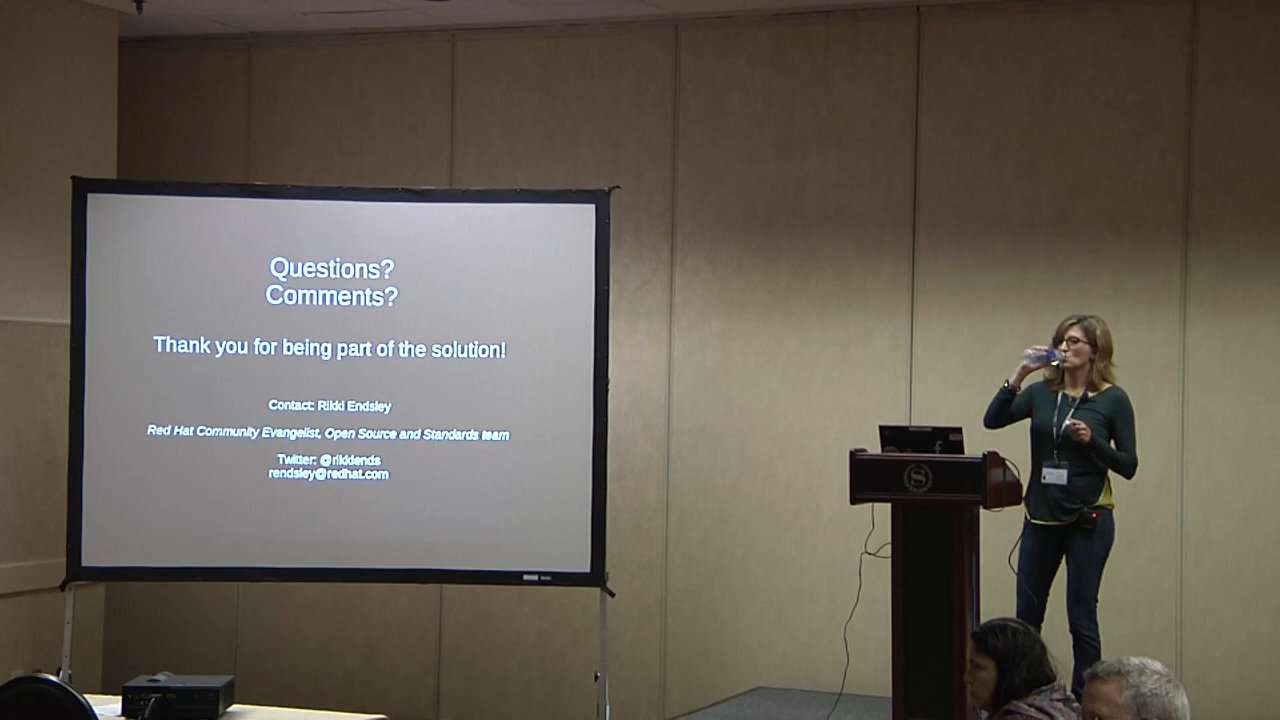 Questions?
Comments?
Thank you for being part of the solution!
Contact: Rikki Endsley
Red Hat Community Evangelist, Open Source and Standards team
Twitter: @rikkiends
rendsley@redhat.com
S
f